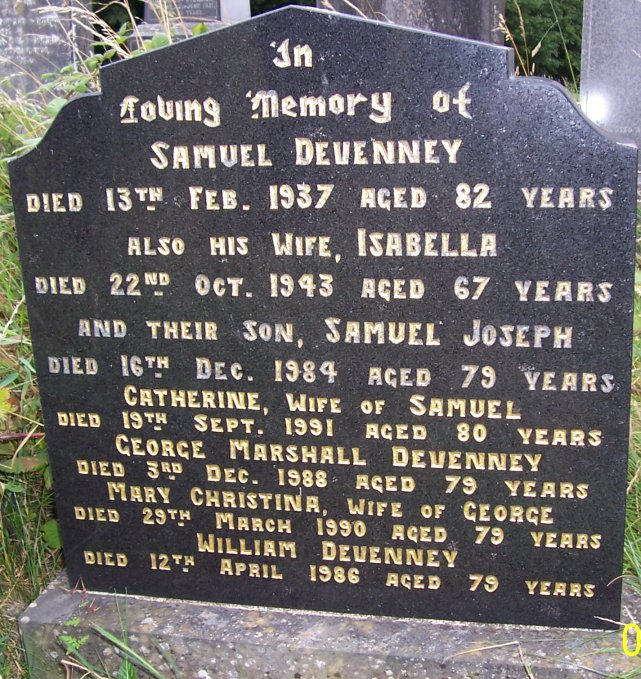 In
Loving Memory of
SAMUEL DEVENNEY
DIED 13TH FEB. 1937 AGED 82 YEARS
ALSO HIS WIFE, ISABELLA
DIED 22ND OCT. 1943 AGED 67 YEARS
AND THEIR SON, SAMUEL JOSEPH
DIED 16TH DEC. 1984 AGED 79 YEARS
CATHERINE, WIFE OF SAMUEL
DIED 19TH SEPT. 1991 AGED 80 YEARS
GEORGE MARSHALL DEVENNEY
DIED 3RD DEC. 1988 AGED 79 YEARS
MARY CHRISTINA, WIFE OF GEORGE
DIED 29TH MARCH 1990 AGED 79 YEARS
WILLIAM DEVENNEY
DIED 12TH APRIL 1986 AGED 79 YEARS
0